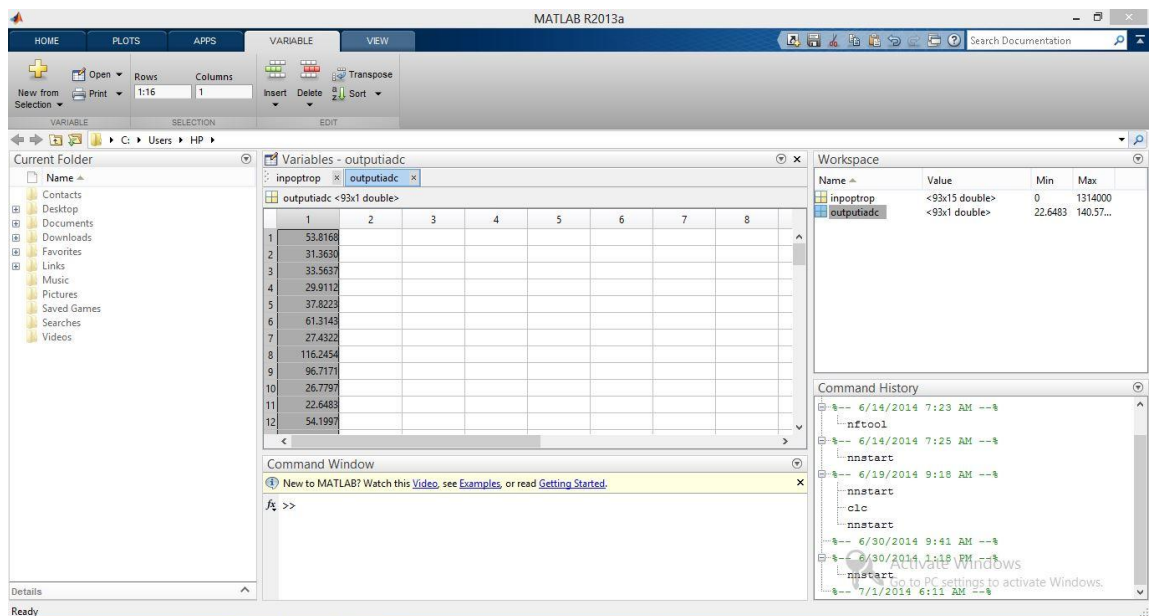 MATLAB R2013a
HOME PLOTS APPS VARIABLE VIEW
Search Documentation
New from Selection
Open
Print
Rows Columns
1:16 1
Insert Delete
Transpose
Sort
VARIABLE SELECTION EDIT
C: Users HP
Current Folder
Name
Contacts
Desktop
Documents
Downloads
Favorites
Links
Music
Pictures
Saved Games
Searches
Videos
Details
Ready
Variables - outputiadc
inpoptrop outputiadc
outputiadc <93x1 double>
1 2 3 4 5 6 7 8
1 53.8168
2 31.3630
3 33.5637
4 29.9112
5 37.8223
6 61.3143
7 27.4322
8 116.2454
9 96.7171
10 26.7797
11 22.6483
12 54.1997
Command Window
New to MATLAB? Watch this Video, see Examples, or read Getting Started.
fx >>
Workspace
Name Value Min Max
inpoptrop <93x15 double> 0 1314000
outputiadc <93x1 double> 22.6483 140.57...
Command History
%-- 6/14/2014 7:23 AM --%
nftool
%-- 6/14/2014 7:25 AM --%
nnstart
%-- 6/19/2014 9:18 AM --%
nnstart
clc
nnstart
%-- 6/30/2014 9:41 AM --%
%-- 6/30/2014 1:18 PM --%
nnstart
%-- 7/1/2014 6:11 AM --%
Activate Windows
Go to PC settings to activate Windows.